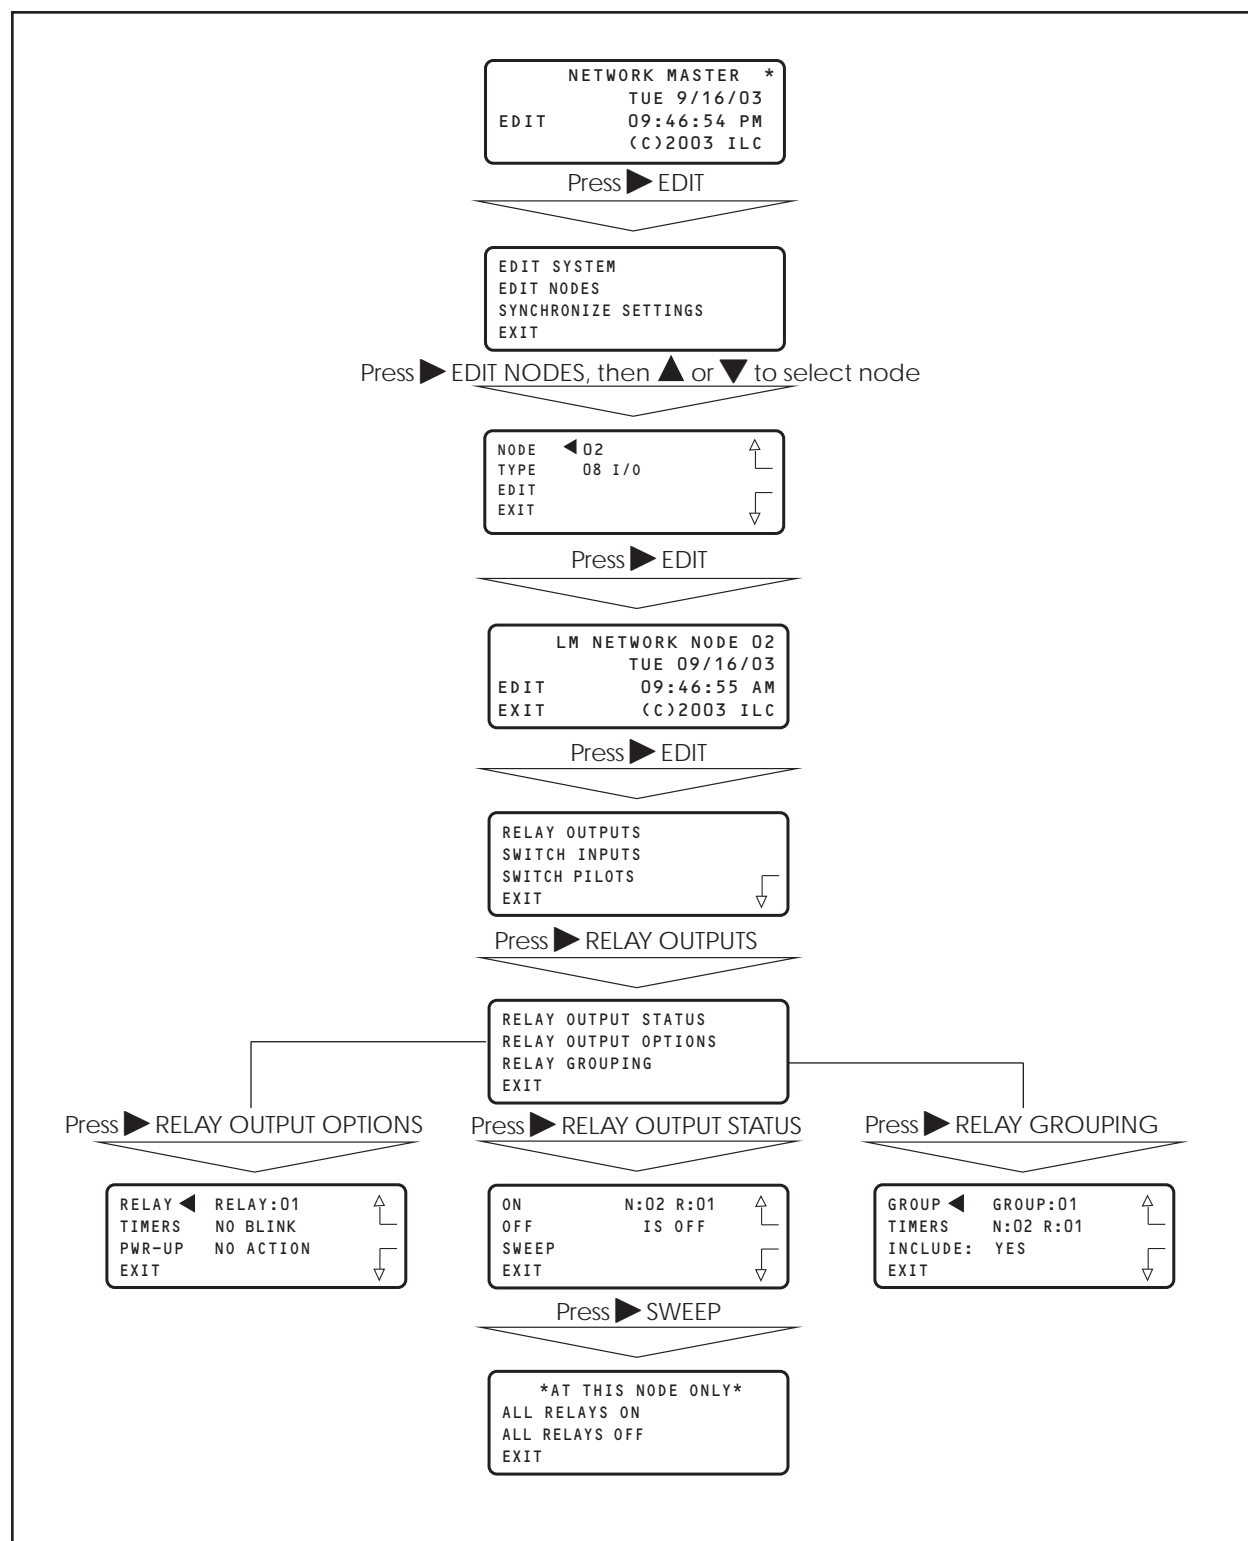 NETWORK MASTER *
TUE 9/16/03
EDIT 09:46:54 PM
(C)2003 ILC
Press ▶ EDIT
EDIT SYSTEM
EDIT NODES
SYNCHRONIZE SETTINGS
EXIT
Press ▶ EDIT NODES, then ▲ or ▼ to select node
NODE ◀ 02
TYPE 08 I/O
EDIT
EXIT
Press ▶ EDIT
LM NETWORK NODE 02
TUE 09/16/03
EDIT 09:46:55 AM
EXIT (C)2003 ILC
Press ▶ EDIT
RELAY OUTPUTS
SWITCH INPUTS
SWITCH PILOTS
EXIT
Press ▶ RELAY OUTPUTS
RELAY OUTPUT STATUS
RELAY OUTPUT OPTIONS
RELAY GROUPING
EXIT
Press ▶ RELAY OUTPUT OPTIONS
RELAY ◀ RELAY:01
TIMERS NO BLINK
PWR-UP NO ACTION
EXIT
Press ▶ RELAY OUTPUT STATUS
ON N:02 R:01
OFF IS OFF
SWEEP
EXIT
Press ▶ RELAY GROUPING
GROUP ◀ GROUP:01
TIMERS N:02 R:01
INCLUDE: YES
EXIT
Press ▶ SWEEP
*AT THIS NODE ONLY*
ALL RELAYS ON
ALL RELAYS OFF
EXIT